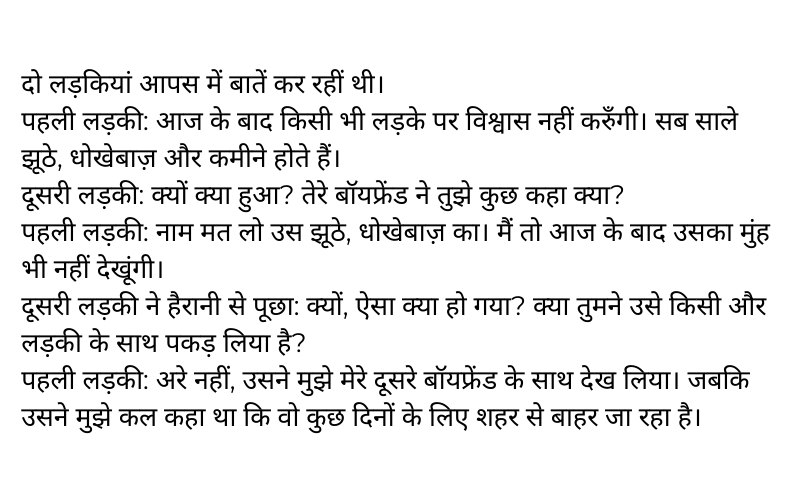 दो लड़कियां आपस में बातें कर रहीं थी।
पहली लड़की: आज के बाद किसी भी लड़के पर विश्वास नहीं करुँगी। सब साले
झूठे, धोखेबाज़ और कमीने होते हैं।
दूसरी लड़की: क्यों क्या हुआ? तेरे बॉयफ्रेंड ने तुझे कुछ कहा क्या?
पहली लड़की: नाम मत लो उस झूठे, धोखेबाज़ का। मैं तो आज के बाद उसका मुंह
भी नहीं देखूंगी।
दूसरी लड़की ने हैरानी से पूछा: क्यों, ऐसा क्या हो गया? क्या तुमने उसे किसी और
लड़की के साथ पकड़ लिया है?
पहली लड़की: अरे नहीं, उसने मुझे मेरे दूसरे बॉयफ्रेंड के साथ देख लिया। जबकि
उसने मुझे कल कहा था कि वो कुछ दिनों के लिए शहर से बाहर जा रहा है।